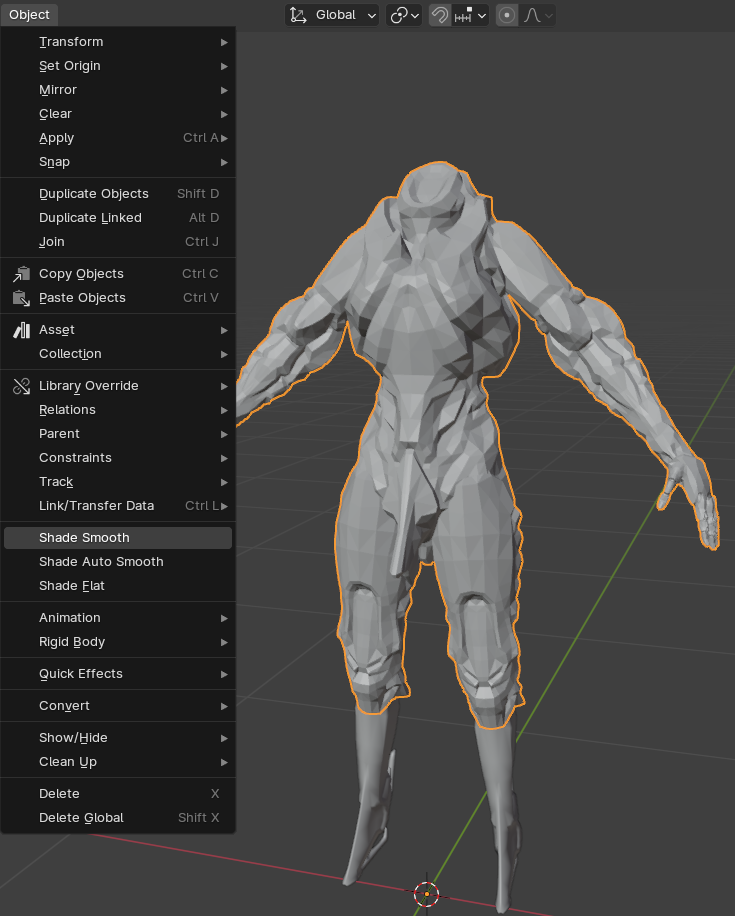 Object
Global
Transform
Set Origin
Mirror
Clear
Apply Ctrl A
Snap
Duplicate Objects Shift D
Duplicate Linked Alt D
Join Ctrl J
Copy Objects Ctrl C
Paste Objects Ctrl V
Asset
Collection
Library Override
Relations
Parent
Constraints
Track
Link/Transfer Data Ctrl L
Shade Smooth
Shade Auto Smooth
Shade Flat
Animation
Rigid Body
Quick Effects
Convert
Show/Hide
Clean Up
Delete X
Delete Global Shift X